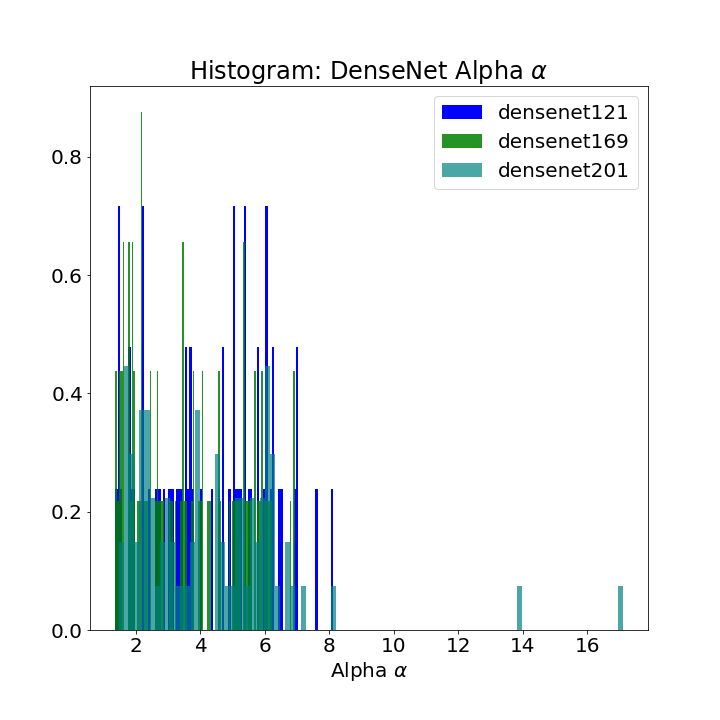 Histogram: DenseNet Alpha α
densenet121
densenet169
densenet201
0.8
0.6
0.4
0.2
0.0
2 4 6 8 10 12 14 16
Alpha α